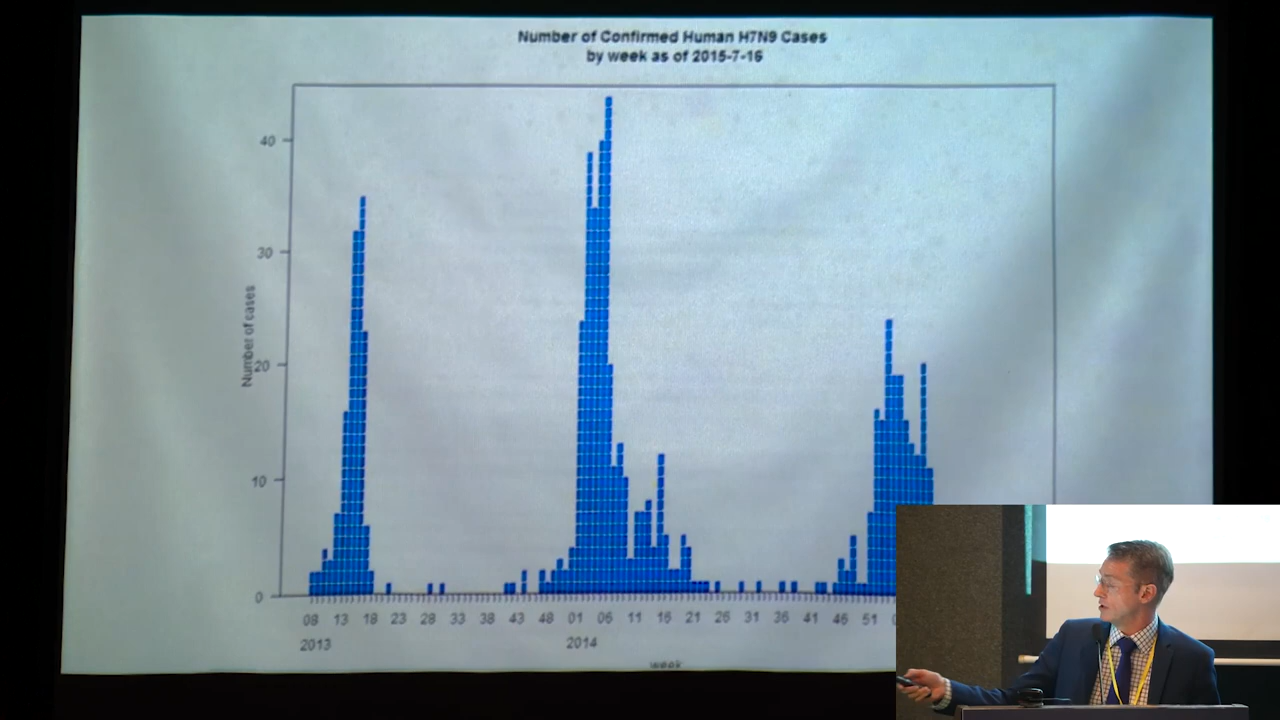 Number of Confirmed Human H7N9 Cases
by week as of 2015-7-16
Number of cases
40
30
20
10
0
08 13 18 23 28 33 38 43 48 01 06 11 16 21 26 31 36 41 46 51
2013 2014
week